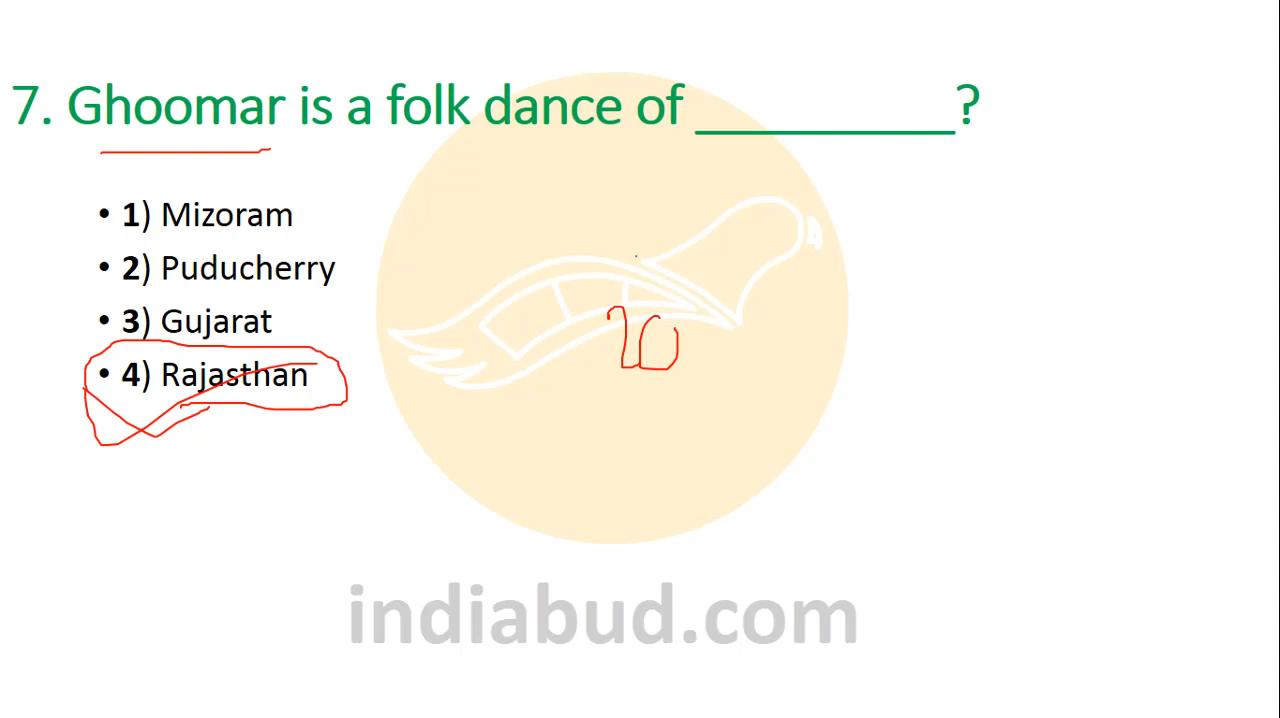 7. Ghoomar is a folk dance of __________?
• 1) Mizoram
• 2) Puducherry
• 3) Gujarat
• 4) Rajasthan
indiabud.com